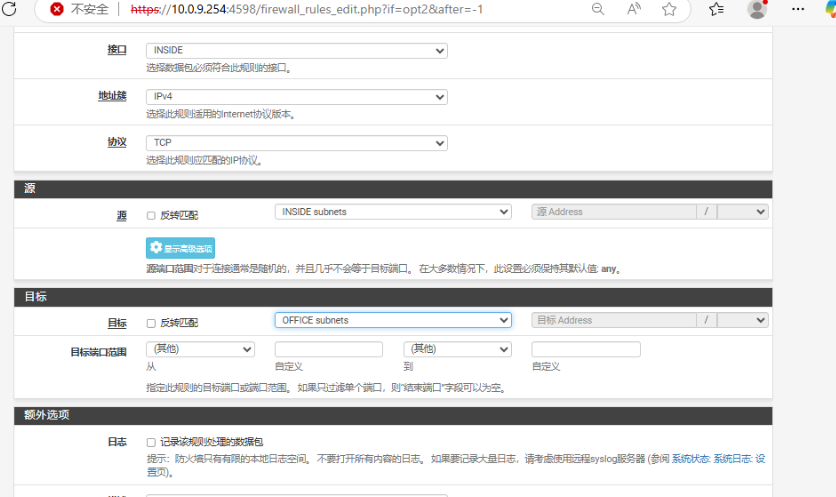 不安全 https://10.0.9.254:4598/firewall_rules_edit.php?if=opt2&after=-1
接口 INSIDE
选择数据包必须符合此规则的接口。
地址簇 IPv4
选择此规则适用的Internet协议版本。
协议 TCP
选择此规则应匹配的IP协议。
源
源 反转匹配 INSIDE subnets 源 Address /
显示高级选项
源端口范围对于连接通常是随机的，并且几乎不会等于目标端口。 在大多数情况下，此设置必须保持其默认值: any。
目标
目标 反转匹配 OFFICE subnets 目标 Address /
目标端口范围 (其他) (其他)
从 自定义 到 自定义
指定此规则的目标端口或端口范围。 如果只过滤单个端口，则"结束端口"字段可以为空。
额外选项
日志 记录该规则处理的数据包
提示：防火墙只有有限的本地日志空间。 不要打开所有内容的日志。 如果要记录大量日志，请考虑使用远程syslog服务器 (参阅 系统状态: 系统日志: 设
置页)。